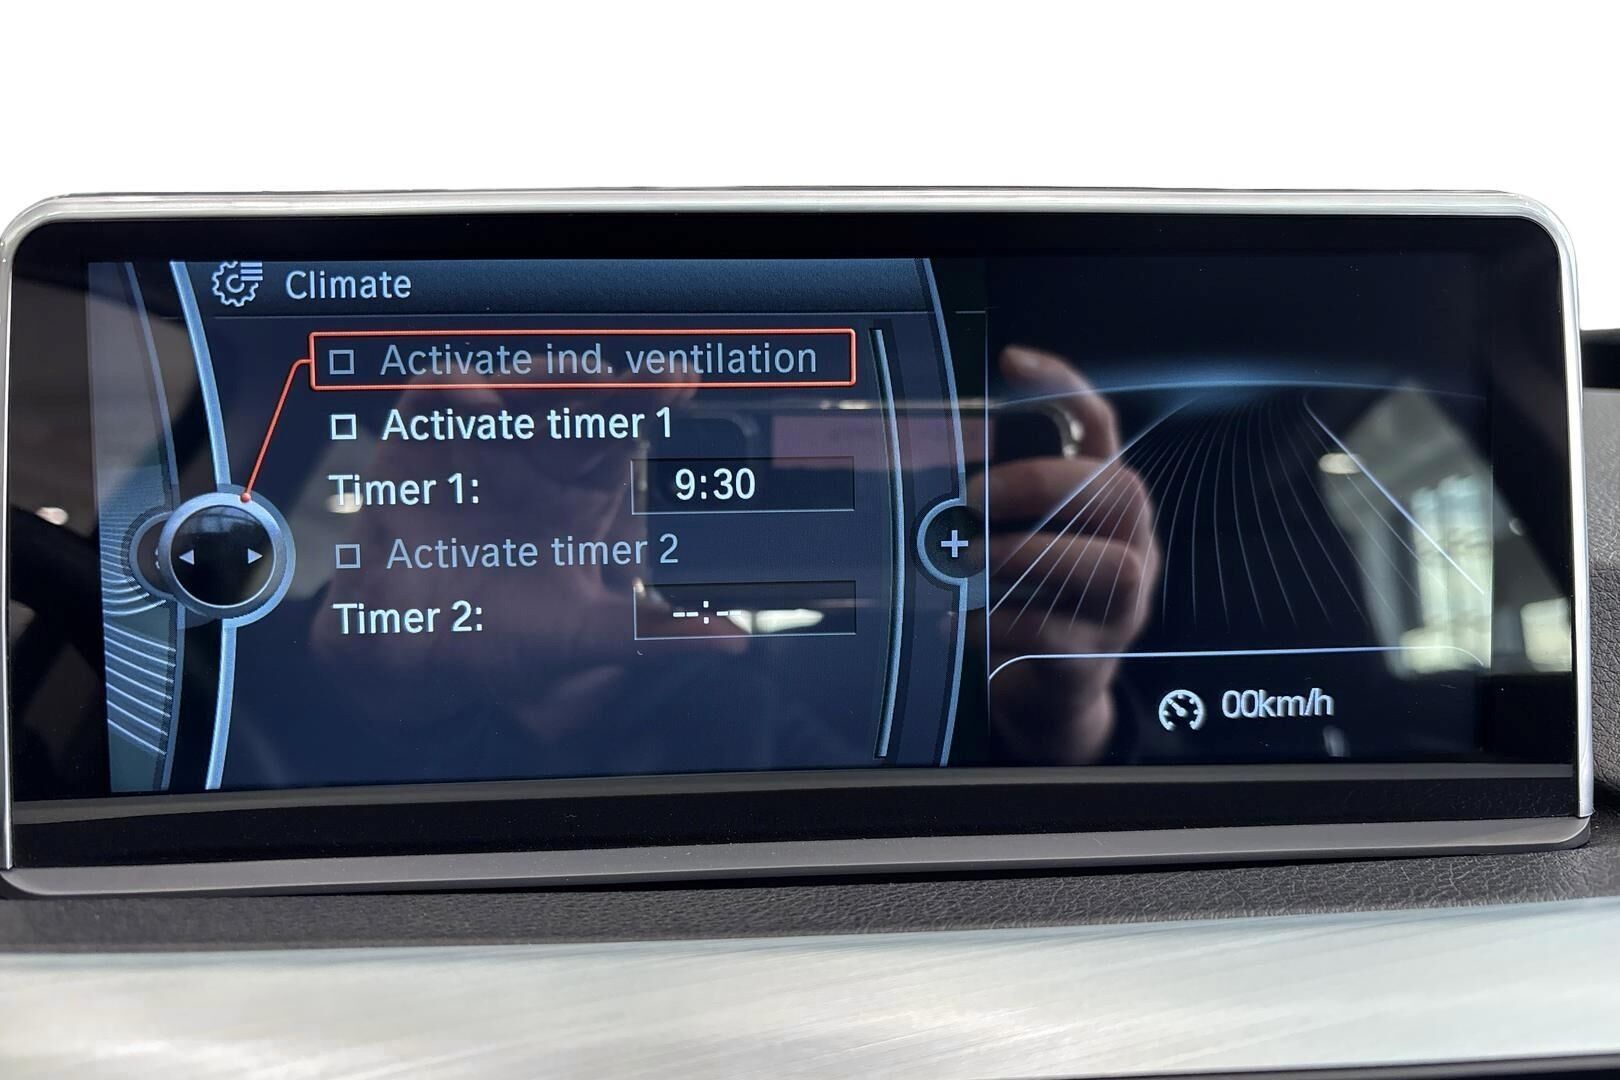 Climate
Activate ind. ventilation
Activate timer 1
Timer 1: 9:30
Activate timer 2
Timer 2: --:--
00km/h